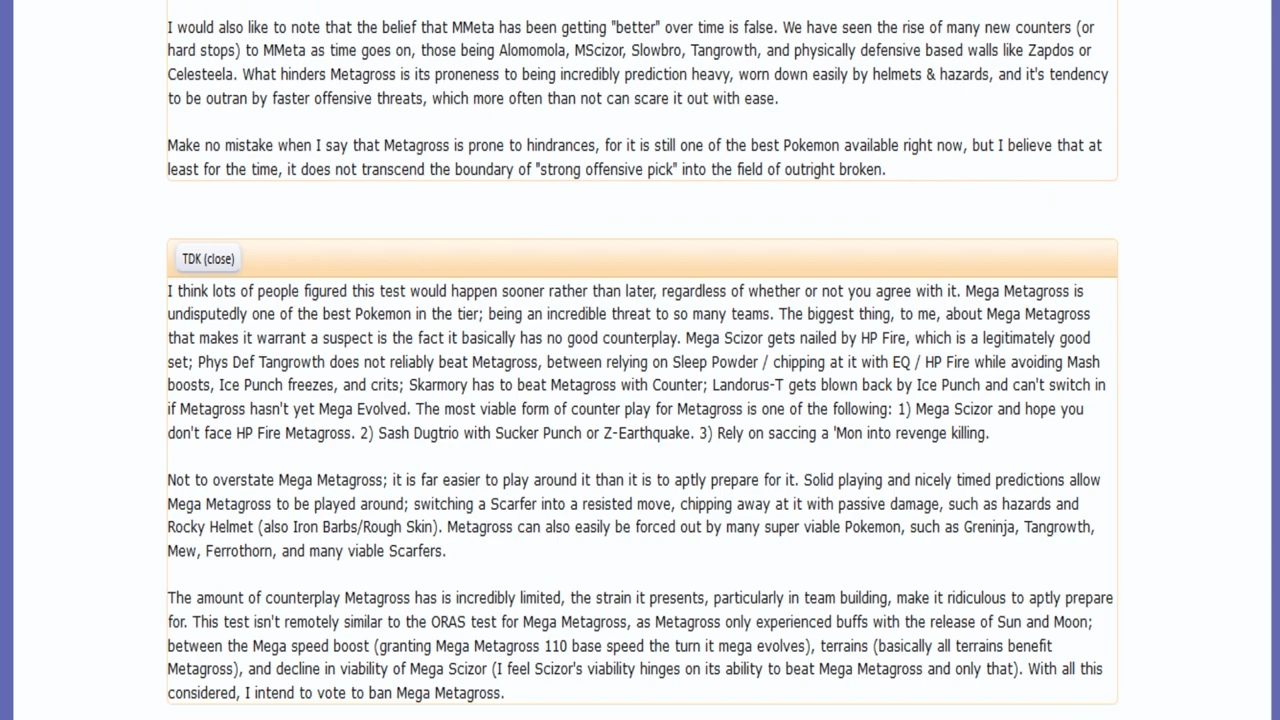 I would also like to note that the belief that MMeta has been getting "better" over time is false. We have seen the rise of many new counters (or
hard stops) to MMeta as time goes on, those being Alomomola, MScizor, Slowbro, Tangrowth, and physically defensive based walls like Zapdos or
Celesteela. What hinders Metagross is its proneness to being incredibly prediction heavy, worn down easily by helmets & hazards, and it's tendency
to be outran by faster offensive threats, which more often than not can scare it out with ease.
Make no mistake when I say that Metagross is prone to hindrances, for it is still one of the best Pokemon available right now, but I believe that at
least for the time, it does not transcend the boundary of "strong offensive pick" into the field of outright broken.
TDK (close)
I think lots of people figured this test would happen sooner rather than later, regardless of whether or not you agree with it. Mega Metagross is
undisputedly one of the best Pokemon in the tier; being an incredible threat to so many teams. The biggest thing, to me, about Mega Metagross
that makes it warrant a suspect is the fact it basically has no good counterplay. Mega Scizor gets nailed by HP Fire, which is a legitimately good
set; Phys Def Tangrowth does not reliably beat Metagross, between relying on Sleep Powder / chipping at it with EQ / HP Fire while avoiding Mash
boosts, Ice Punch freezes, and crits; Skarmory has to beat Metagross with Counter; Landorus-T gets blown back by Ice Punch and can't switch in
if Metagross hasn't yet Mega Evolved. The most viable form of counter play for Metagross is one of the following: 1) Mega Scizor and hope you
don't face HP Fire Metagross. 2) Sash Dugtrio with Sucker Punch or Z-Earthquake. 3) Rely on saccing a 'Mon into revenge killing.
Not to overstate Mega Metagross; it is far easier to play around it than it is to aptly prepare for it. Solid playing and nicely timed predictions allow
Mega Metagross to be played around; switching a Scarfer into a resisted move, chipping away at it with passive damage, such as hazards and
Rocky Helmet (also Iron Barbs/Rough Skin). Metagross can also easily be forced out by many super viable Pokemon, such as Greninja, Tangrowth,
Mew, Ferrothorn, and many viable Scarfers.
The amount of counterplay Metagross has is incredibly limited, the strain it presents, particularly in team building, make it ridiculous to aptly prepare
for. This test isn't remotely similar to the ORAS test for Mega Metagross, as Metagross only experienced buffs with the release of Sun and Moon;
between the Mega speed boost (granting Mega Metagross 110 base speed the turn it mega evolves), terrains (basically all terrains benefit
Metagross), and decline in viability of Mega Scizor (I feel Scizor's viability hinges on its ability to beat Mega Metagross and only that). With all this
considered, I intend to vote to ban Mega Metagross.